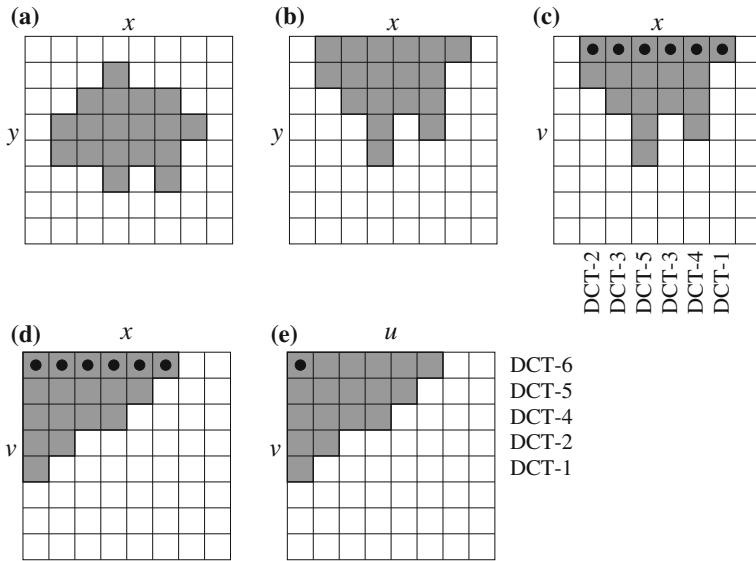 (a) x
(b) x
(c) x
y
y
v
DCT-2
DCT-3
DCT-5
DCT-3
DCT-4
DCT-1
(d) x
(e) u
v
v
DCT-6
DCT-5
DCT-4
DCT-2
DCT-1